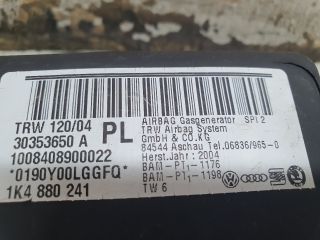 TRW 120/04 PL
30353650 A
1008408900022
*0190Y00LGGFQ*
1K4 880 241
AIRBAG Gasgenerator SPI 2
TRW Airbag System
GmbH & CO.KG
84544 Aschau Tel.06836/965-0
Herst.Jahr: 2004
BAM-PT1-1176
BAM-PT1-1198
TW 6